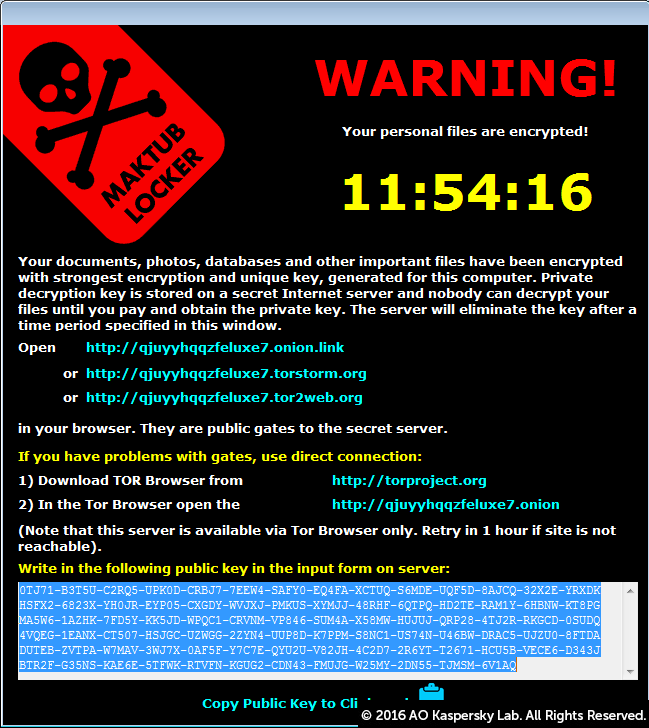 MAKTUB
LOCKER
WARNING!
Your personal files are encrypted!
11:54:16
Your documents, photos, databases and other important files have been encrypted
with strongest encryption and unique key, generated for this computer. Private
decryption key is stored on a secret Internet server and nobody can decrypt your
files until you pay and obtain the private key. The server will eliminate the key after a
time period specified in this window.
Open http://qjuyyhqqzfeluxe7.onion.link
or http://qjuyyhqqzfeluxe7.torstorm.org
or http://qjuyyhqqzfeluxe7.tor2web.org
in your browser. They are public gates to the secret server.
If you have problems with gates, use direct connection:
1) Download TOR Browser from http://torproject.org
2) In the Tor Browser open the http://qjuyyhqqzfeluxe7.onion
(Note that this server is available via Tor Browser only. Retry in 1 hour if site is not
reachable).
Write in the following public key in the input form on server:
0TJ71-B3T5U-C2RQ5-UPK0D-CRBJ7-7EEW4-SAFY0-EQ4FA-XCTUQ-S6MDE-UQF5D-8AJCQ-32X2E-YRXDK
HSFX2-6823X-YH0JR-EYP05-CXGDY-WVJXJ-PMKUS-XYMJJ-48RHF-6QTPQ-HD2TE-RAM1Y-6HBNW-KT8PG
MA5W6-1AZHK-7FD5Y-KK5JD-WPQC1-CRVNM-VP846-SUM4A-X58MW-HUJUJ-QRP28-4TJ2R-RKGCD-0SUDQ
4VQEG-1EANX-CT507-HSJGC-UZWGG-2ZYN4-UUP8D-K7PPM-S8NC1-US74N-U46BW-DRAC5-UJZU0-8FTDA
DUTEB-ZVTPA-W7MAV-3WJ7X-0AF5F-Y7C7E-QYU2U-V82JH-4C2D7-2R6YT-T2671-HCU5B-VECE6-D343J
BTR2F-G35NS-KAE6E-5TFWK-RTVFN-KGUG2-CDN43-FMUJG-W25MY-2DN55-TJMSM-6V1AQ
Copy Public Key to
© 2016 AO Kaspersky Lab. All Rights Reserved.